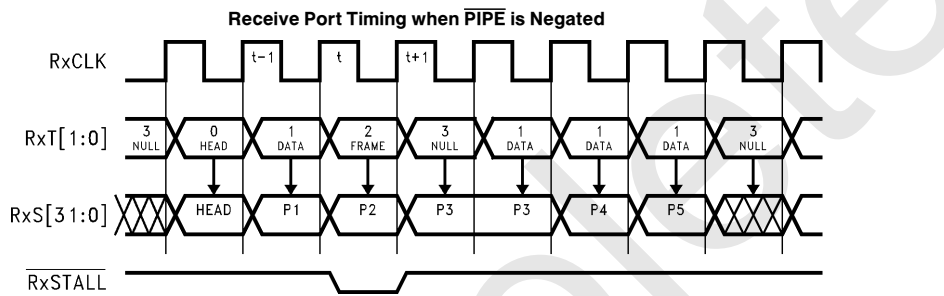 Receive Port Timing when PIPE is Negated
RxCLK
t-1
t
t+1
RxT[1:0]
3 NULL
0 HEAD
1 DATA
2 FRAME
3 NULL
1 DATA
1 DATA
1 DATA
3 NULL
RxS[31:0]
HEAD
P1
P2
P3
P3
P4
P5
RxSTALL